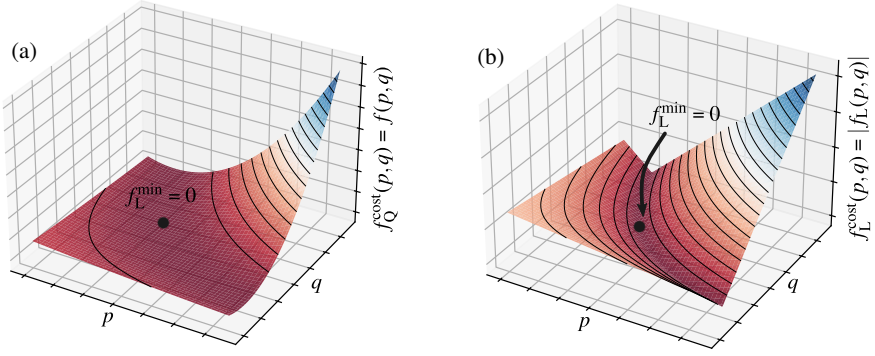 (a)
f_L^min = 0
p
q
f_Q^cost(p, q) = f(p, q)
(b)
f_L^min = 0
p
q
f_L^cost(p, q) = |f_L(p, q)|